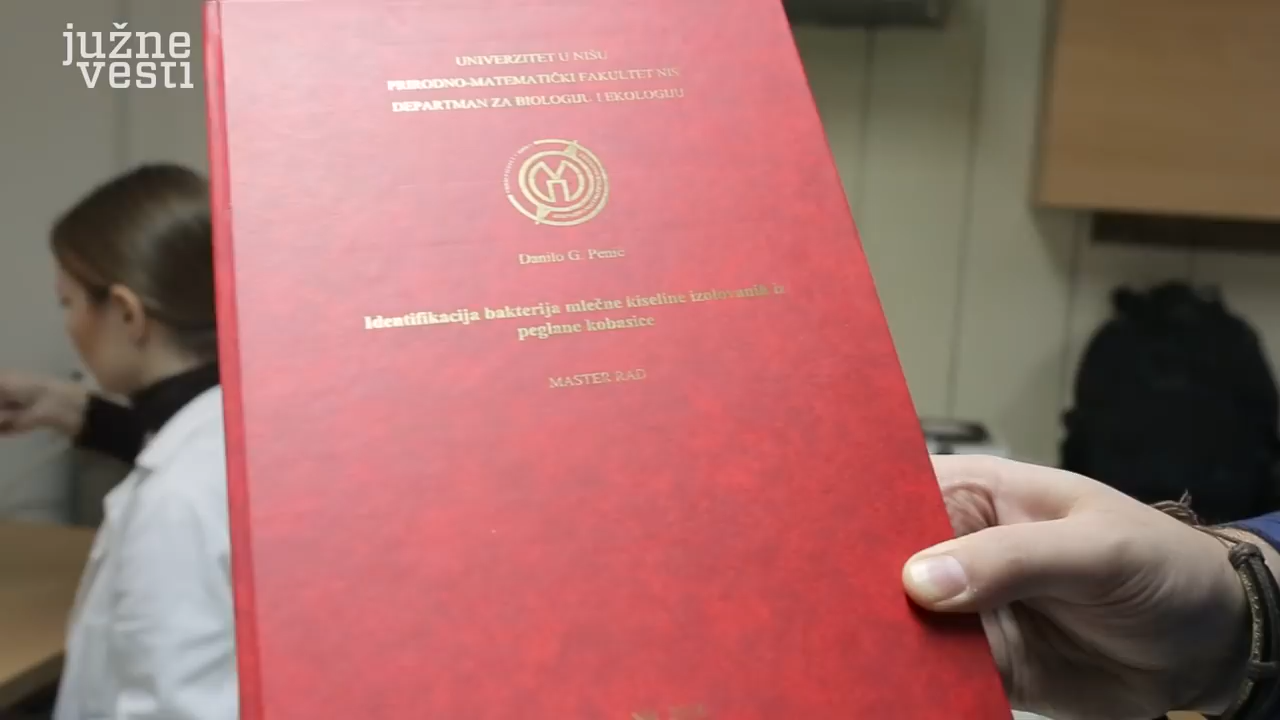 južne
vesti
UNIVERZITET U NIŠU
PRIRODNO-MATEMATIČKI FAKULTET NIŠ
DEPARTMAN ZA BIOLOGIJU I EKOLOGIJU
Danilo G. Penić
Identifikacija bakterija mlečne kiseline izolovanih iz
peglane kobasice
MASTER RAD